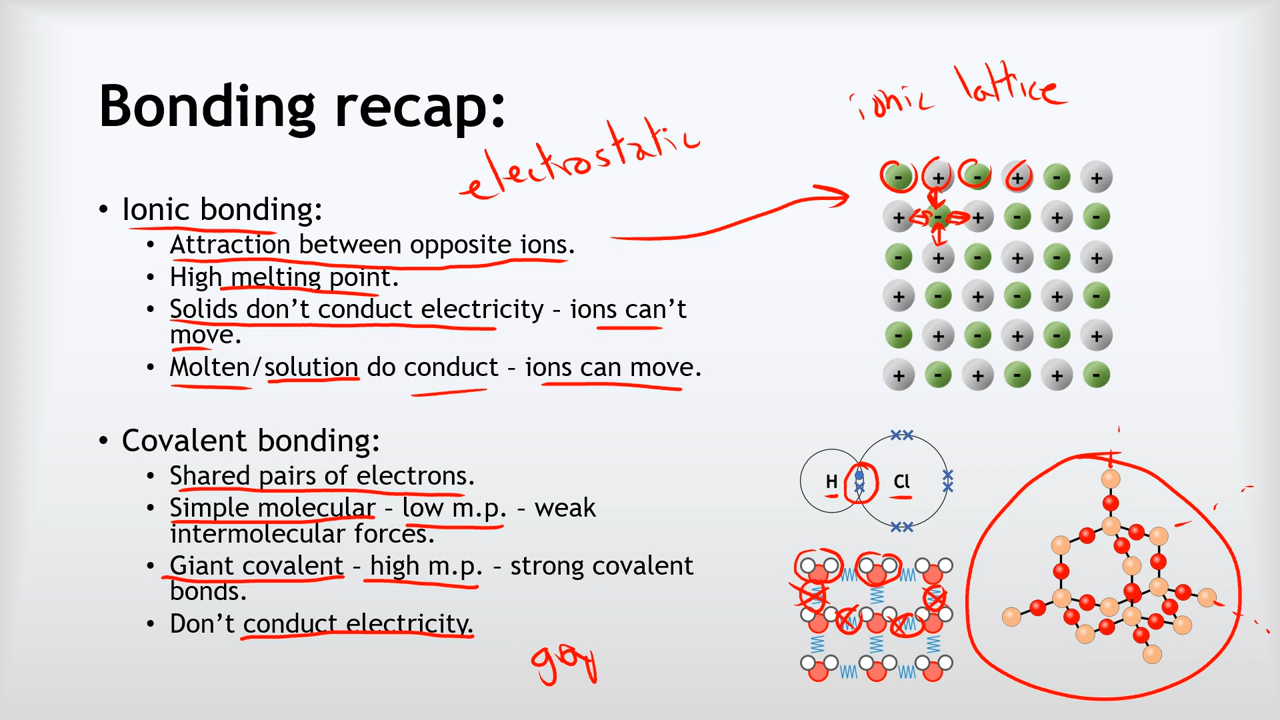 Bonding recap:
electrostatic
ionic lattice
• Ionic bonding:
• Attraction between opposite ions.
• High melting point.
• Solids don’t conduct electricity – ions can’t
move.
• Molten/solution do conduct – ions can move.
- + - + - +
+ - + - + -
- + - + - +
+ - + - + -
- + - + - +
+ - + - + -
• Covalent bonding:
• Shared pairs of electrons.
• Simple molecular – low m.p. – weak
intermolecular forces.
• Giant covalent – high m.p. – strong covalent
bonds.
• Don’t conduct electricity.
H Cl